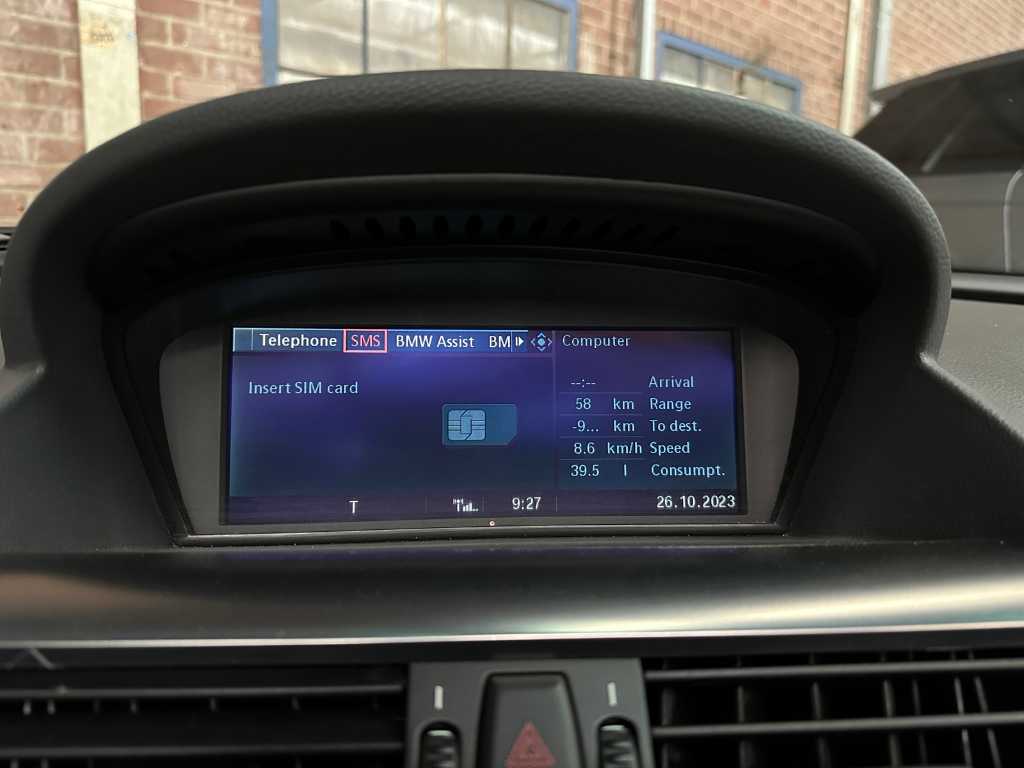 Telephone SMS BMW Assist BM
Computer
Insert SIM card
--:-- Arrival
58 km Range
-9... km To dest.
8.6 km/h Speed
39.5 l Consumpt.
T 9:27 26.10.2023